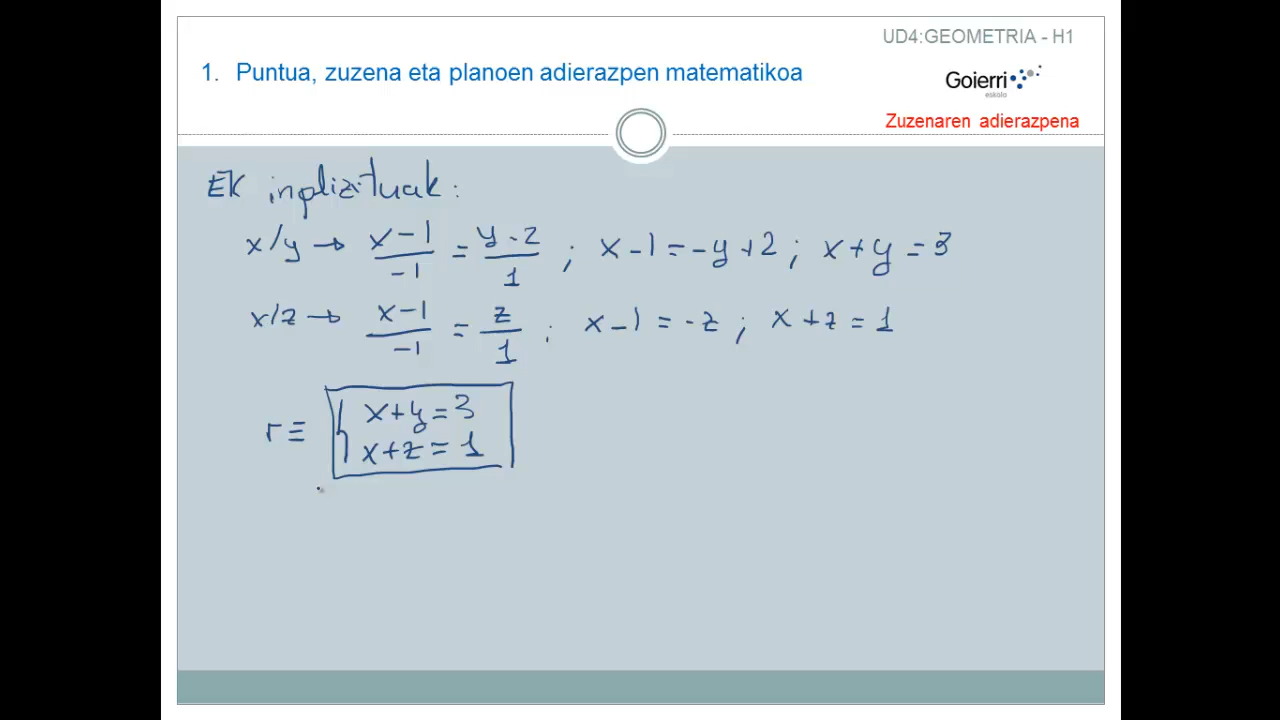 UD4:GEOMETRIA - H1
1. Puntua, zuzena eta planoen adierazpen matematikoa
Goierri
eskola
Zuzenaren adierazpena
EK inplizituak:
x/y → (x-1)/-1 = (y-2)/1 ; x-1=-y+2 ; x+y=3
x/z → (x-1)/-1 = z/1 ; x-1=-z ; x+z=1
r≡ { x+y=3
x+z=1